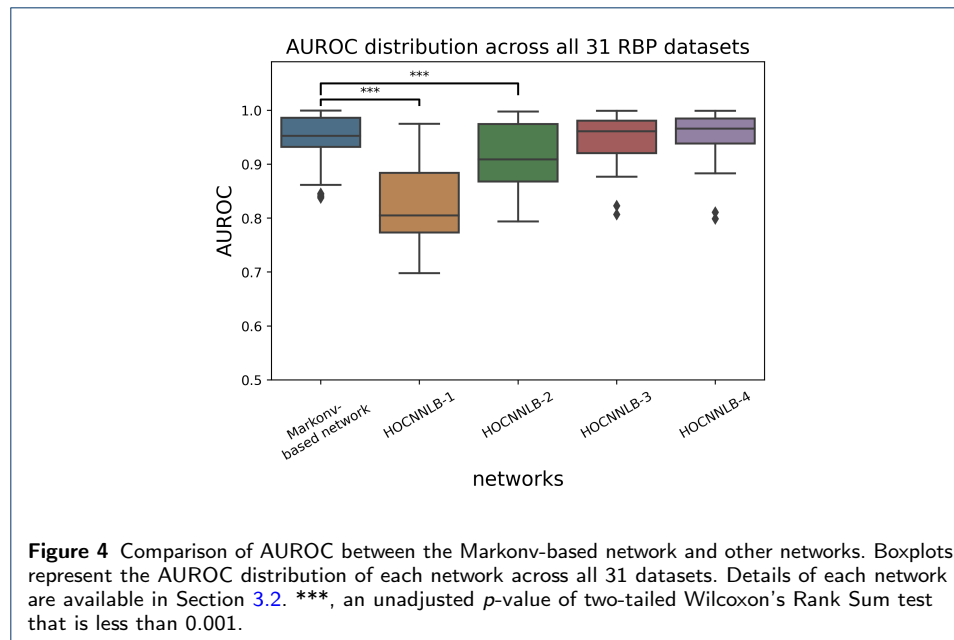 AUROC distribution across all 31 RBP datasets
***
***
1.0
0.9
0.8
0.7
0.6
0.5
AUROC
Markonv-
based network
HOCNNLB-1
HOCNNLB-2
HOCNNLB-3
HOCNNLB-4
networks
Figure 4 Comparison of AUROC between the Markonv-based network and other networks. Boxplots
represent the AUROC distribution of each network across all 31 datasets. Details of each network
are available in Section 3.2. ***, an unadjusted p-value of two-tailed Wilcoxon's Rank Sum test
that is less than 0.001.